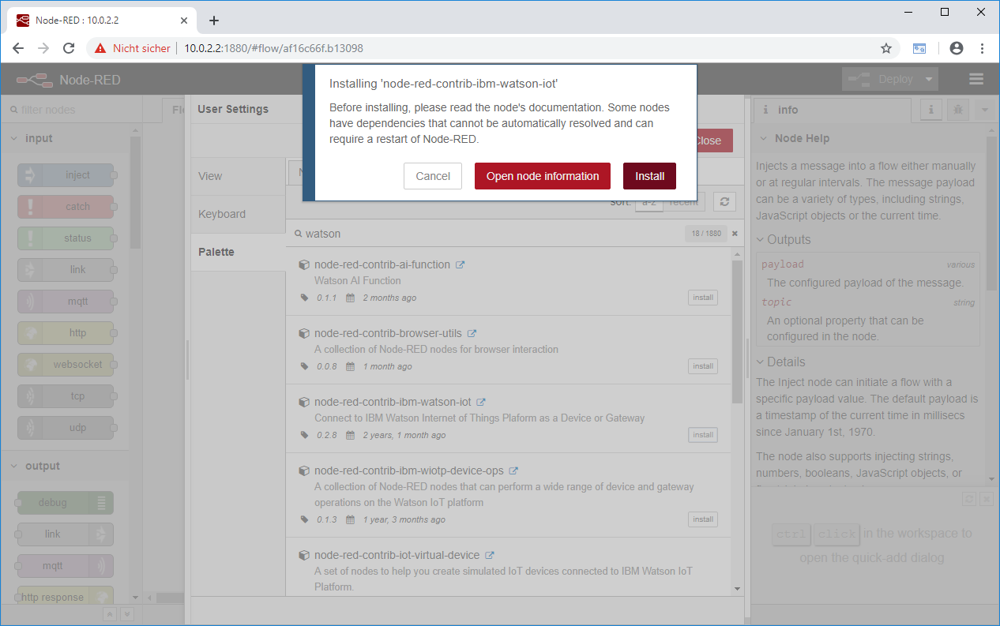 Node-RED : 10.0.2.2
Nicht sicher
10.0.2.2:1880/#flow/af16c66f.b13098
Node-RED
Deploy
Installing 'node-red-contrib-ibm-watson-iot'
Before installing, please read the node's documentation. Some nodes
have dependencies that cannot be automatically resolved and can
require a restart of Node-RED.
Cancel
Open node information
Install
filter nodes
input
inject
catch
status
link
mqtt
http
websocket
tcp
udp
output
debug
link
mqtt
http response
User Settings
Close
View
Keyboard
Palette
sort:
a-z
recent
watson
18 / 1880
node-red-contrib-ai-function
Watson AI Function
0.1.1 2 months ago
install
node-red-contrib-browser-utils
A collection of Node-RED nodes for browser interaction
0.0.8 1 month ago
install
node-red-contrib-ibm-watson-iot
Connect to IBM Watson Internet of Things Plaform as a Device or Gateway
0.2.8 2 years, 1 month ago
install
node-red-contrib-ibm-wiotp-device-ops
A collection of Node-RED nodes that can perform a wide range of device and gateway
operations on the Watson IoT platform
0.1.3 1 year, 3 months ago
install
node-red-contrib-iot-virtual-device
A set of nodes to help you create simulated IoT devices connected to IBM Watson IoT
Platform.
info
Node Help
Injects a message into a flow either manually
or at regular intervals. The message payload
can be a variety of types, including strings,
JavaScript objects or the current time.
Outputs
payload various
The configured payload of the message.
topic string
An optional property that can be
configured in the node.
Details
The Inject node can initiate a flow with a
specific payload value. The default payload is
a timestamp of the current time in millisecs
since January 1st, 1970.
The node also supports injecting strings,
numbers, booleans, JavaScript objects, or
ctrl click in the workspace to
open the quick-add dialog